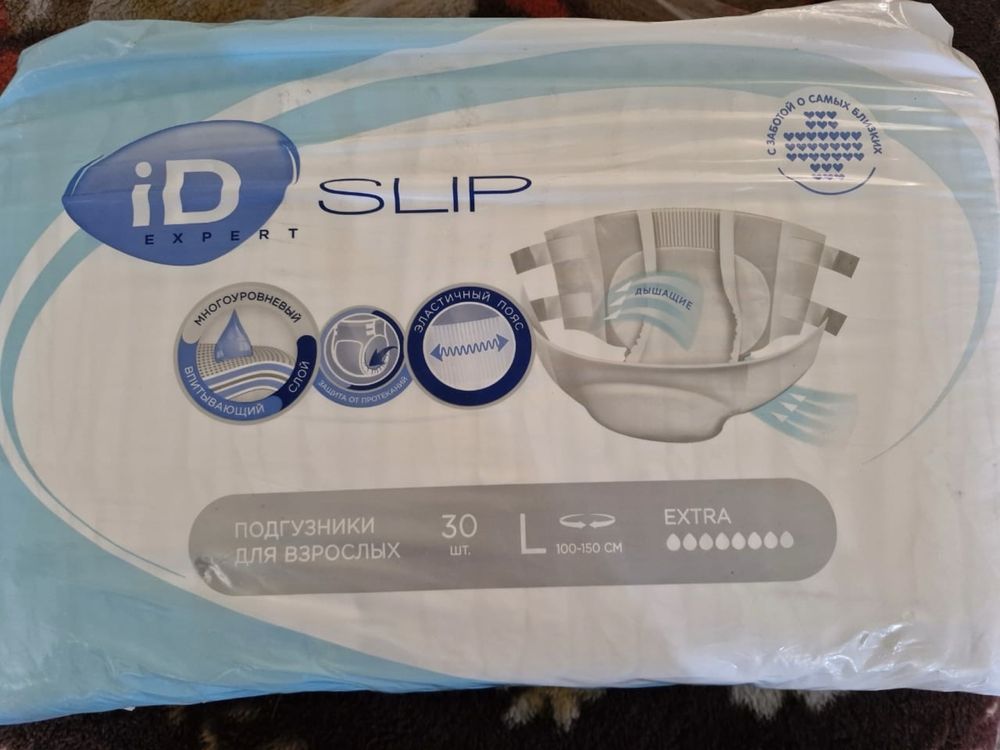 С ЗАБОТОЙ О САМЫХ БЛИЗКИХ
iD
EXPERT
SLIP
МНОГОУРОВНЕВЫЙ
ВПИТЫВАЮЩИЙ СЛОЙ
ЗАЩИТА ОТ ПРОТЕКАНИЙ
ЭЛАСТИЧНЫЙ ПОЯС
ДЫШАЩИЕ
ПОДГУЗНИКИ
ДЛЯ ВЗРОСЛЫХ
30
ШТ.
L
100-150 СМ
EXTRA